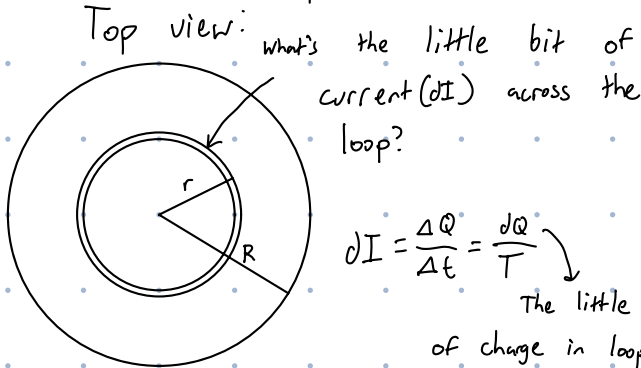 Top view:
what's the little bit of
current (dI) across the
loop?
r
R
dI = ΔQ/Δt = dQ/T
The little
of charge in loop